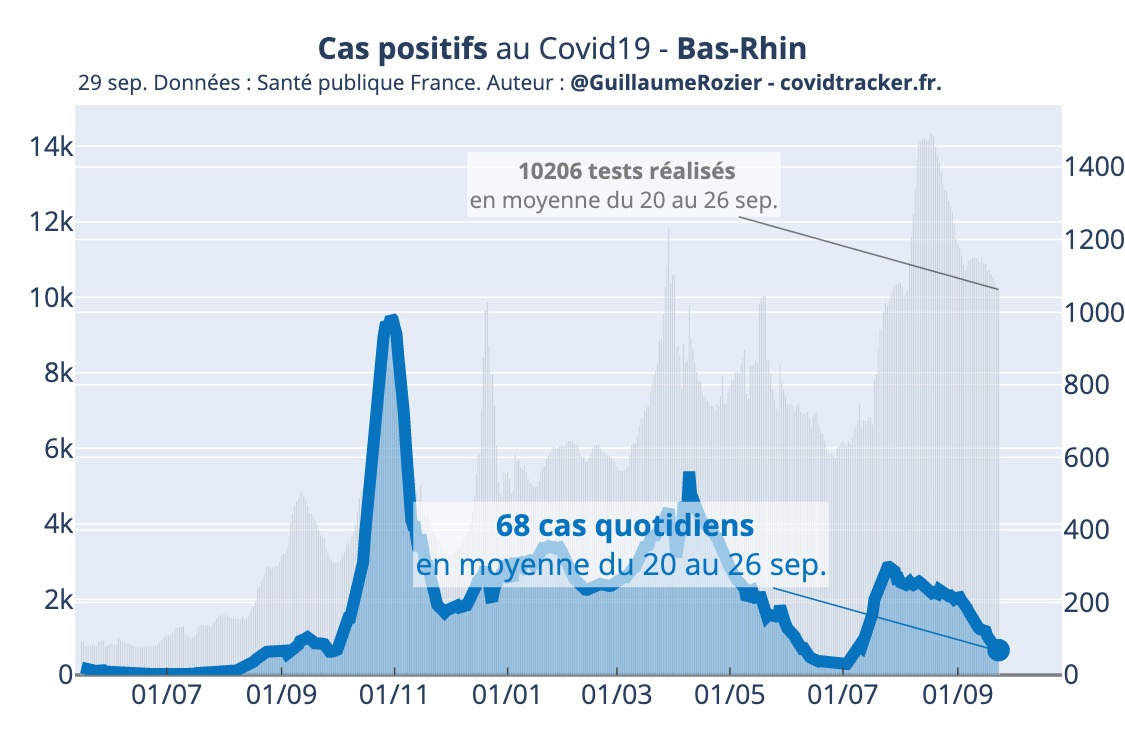 Cas positifs au Covid19 - Bas-Rhin
29 sep. Données : Santé publique France. Auteur : @GuillaumeRozier - covidtracker.fr.
14k
12k
10k
8k
6k
4k
2k
0
10206 tests réalisés
en moyenne du 20 au 26 sep.
68 cas quotidiens
en moyenne du 20 au 26 sep.
1400
1200
1000
800
600
400
200
0
01/07 01/09 01/11 01/01 01/03 01/05 01/07 01/09